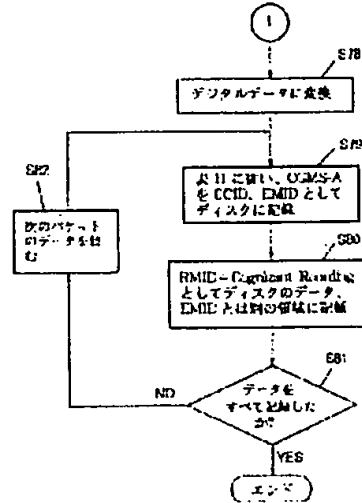 1
S78
デジタルデータに変換
S79
表11に従い、CGMS-A
をCCID、EMIDとして
ディスクに記録
S82
次のパケット
のデータを読
む
S80
RMID=Cognizant Recording
としてディスクのデータ、
EMIDとは別の領域に記録
S81
データを
すべて記録した
か?
NO
YES
エンド